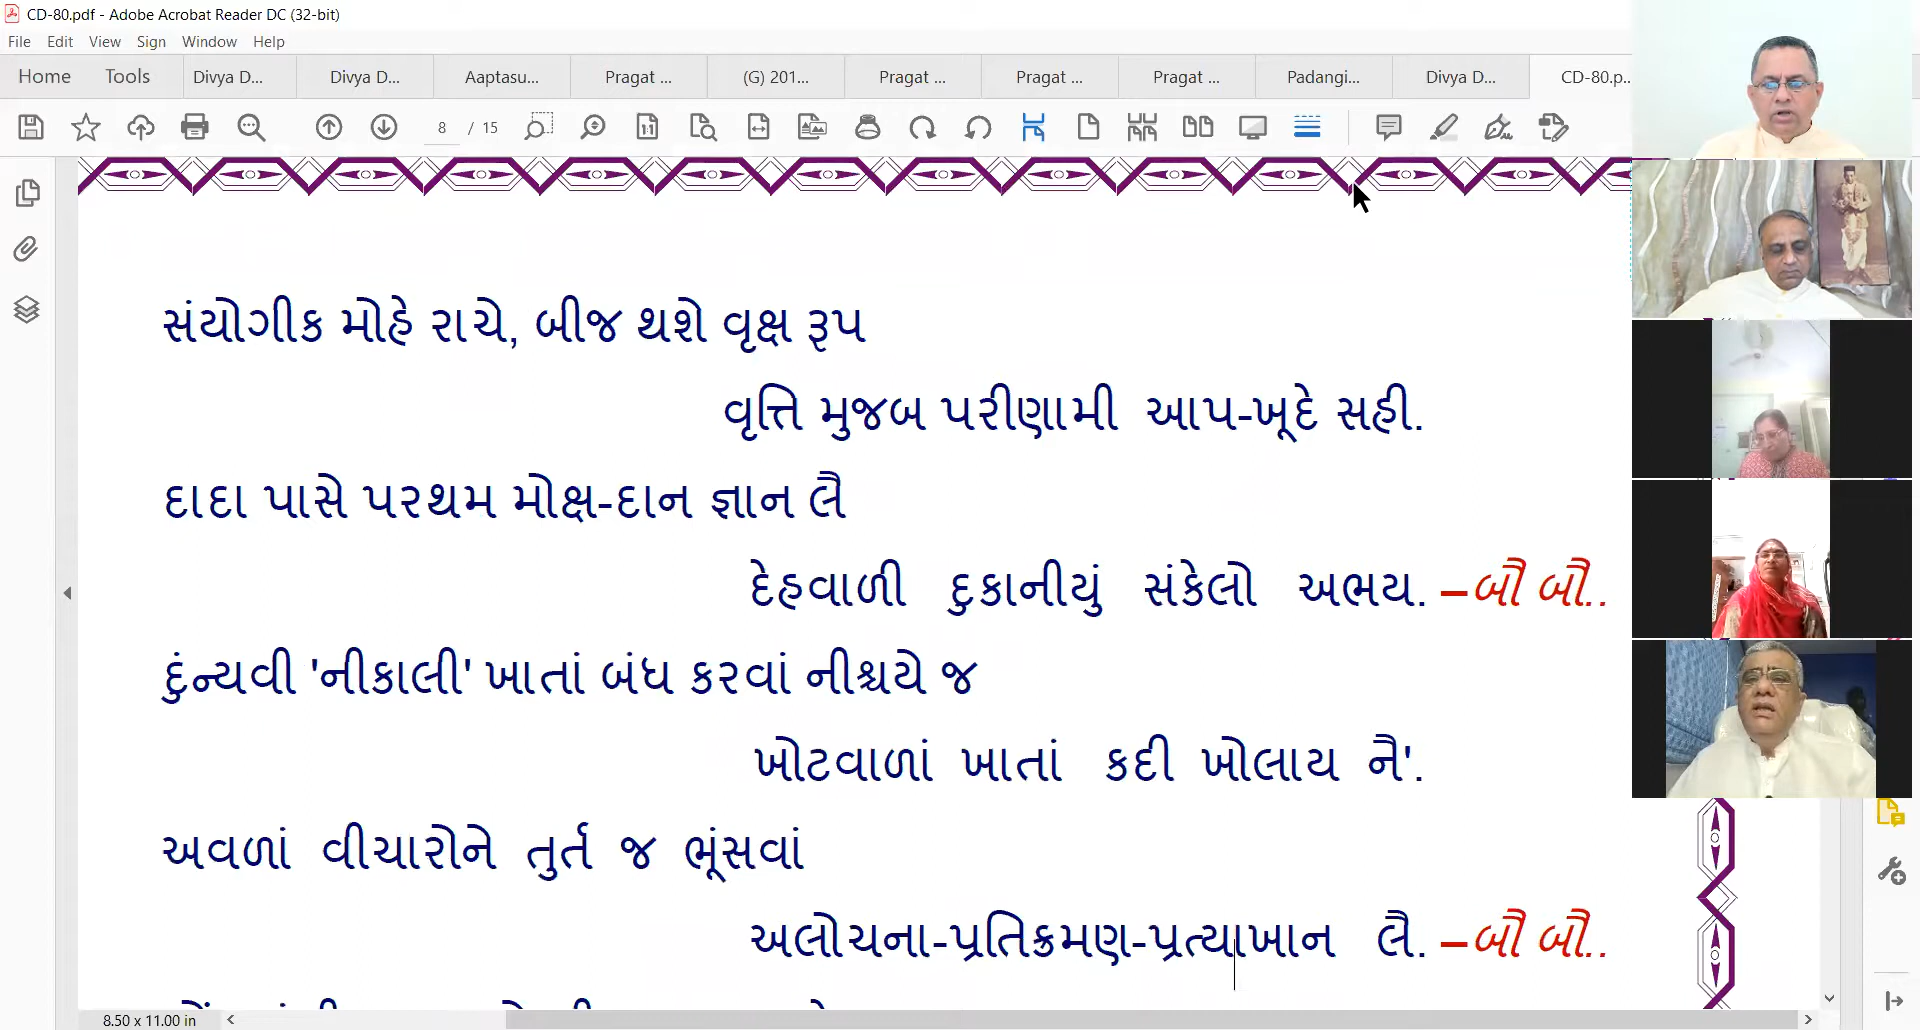 CD-80.pdf - Adobe Acrobat Reader DC (32-bit)
File Edit View Sign Window Help
Home Tools Divya D... Divya D... Aaptasu... Pragat ... (G) 201... Pragat ... Pragat ... Pragat ... Padangi... Divya D... CD-80.p...
8 / 15
સંયોગીક મોહે રાચે, બીજ થશે વૃક્ષ રૂપ
વૃત્તિ મુજબ પરીણામી આપ-ખૂદે સહી.
દાદા પાસે પરથમ મોક્ષ-દાન જ્ઞાન લૈ
દેહવાળી દુકાનીયું સંકેલો અભય. –બૌ બૌ..
દુંન્યવી 'નીકાલી' ખાતાં બંધ કરવાં નીશ્ચયે જ
ખોટવાળાં ખાતાં કદી ખોલાય નૈ'.
અવળાં વીચારોને તુર્ત જ ભૂંસવાં
અલોચના-પ્રતિક્રમણ-પ્રત્યાખાન લૈ. –બૌ બૌ..
8.50 x 11.00 in